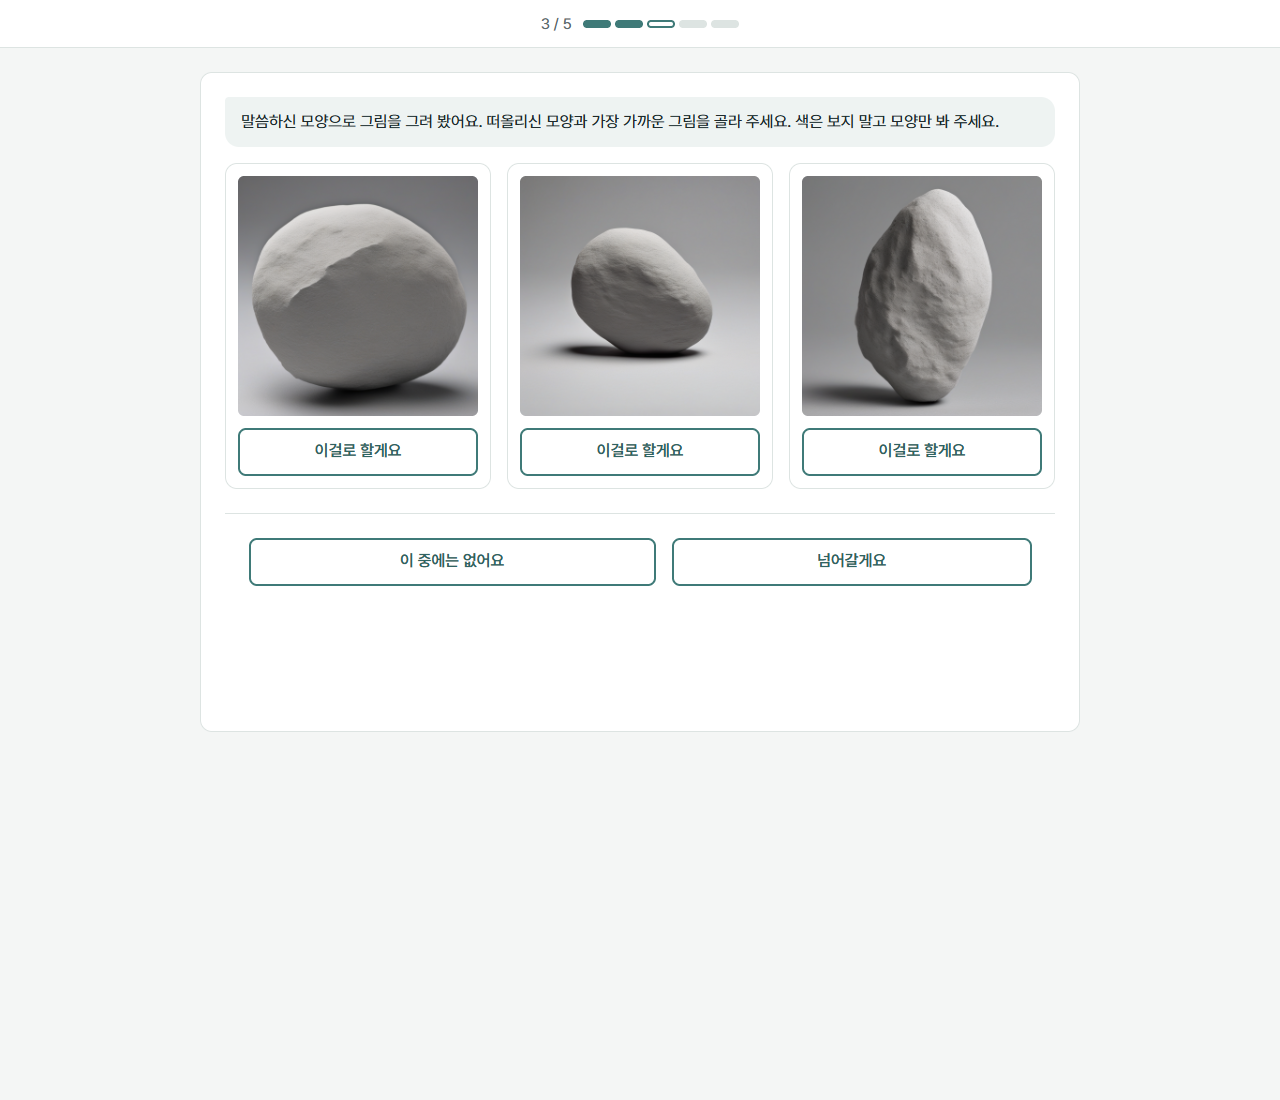 3 / 5
말씀하신 모양으로 그림을 그려 봤어요. 떠올리신 모양과 가장 가까운 그림을 골라 주세요. 색은 보지 말고 모양만 봐 주세요.
이걸로 할게요
이걸로 할게요
이걸로 할게요
이 중에는 없어요
넘어갈게요